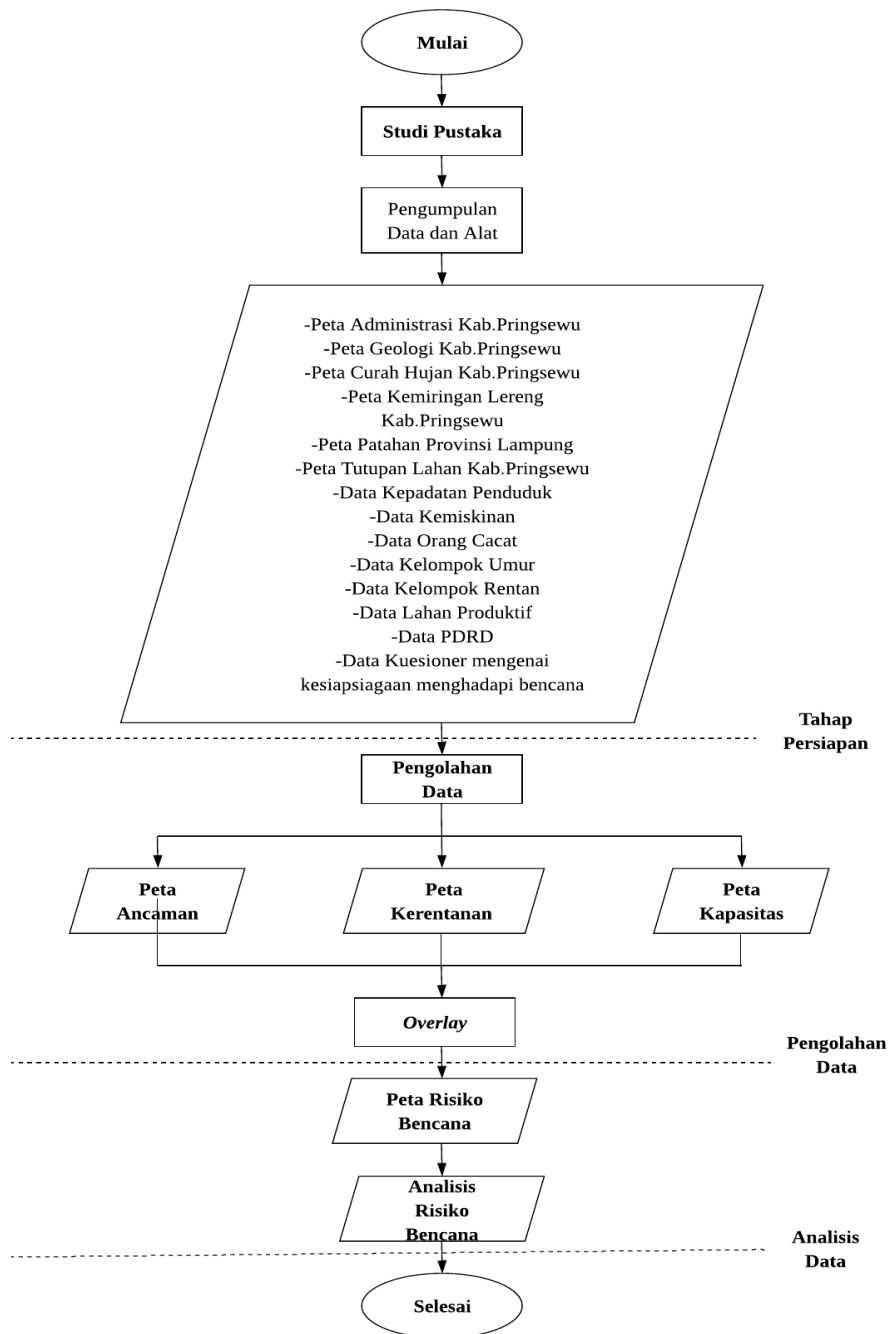 Mulai
Studi Pustaka
Pengumpulan
Data dan Alat
-Peta Administrasi Kab.Pringsewu
-Peta Geologi Kab.Pringsewu
-Peta Curah Hujan Kab.Pringsewu
-Peta Kemiringan Lereng
Kab.Pringsewu
-Peta Patahan Provinsi Lampung
-Peta Tutupan Lahan Kab.Pringsewu
-Data Kepadatan Penduduk
-Data Kemiskinan
-Data Orang Cacat
-Data Kelompok Umur
-Data Kelompok Rentan
-Data Lahan Produktif
-Data PDRD
-Data Kuesioner mengenai
kesiapsiagaan menghadapi bencana
Tahap
Persiapan
Pengolahan
Data
Peta
Ancaman
Peta
Kerentanan
Peta
Kapasitas
Overlay
Pengolahan
Data
Peta Risiko
Bencana
Analisis
Risiko
Bencana
Analisis
Data
Selesai